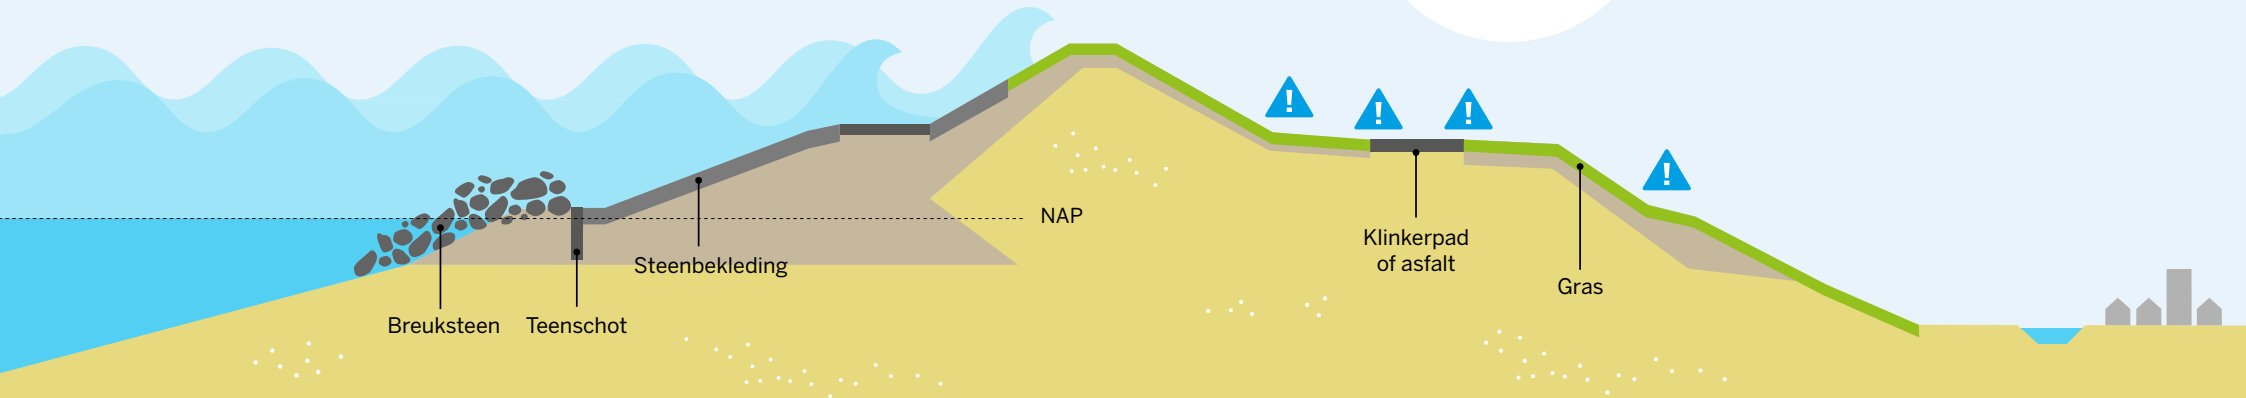 !
!
!
!
NAP
Klinkerpad
of asfalt
Steenbekleding
Gras
Breuksteen
Teenschot